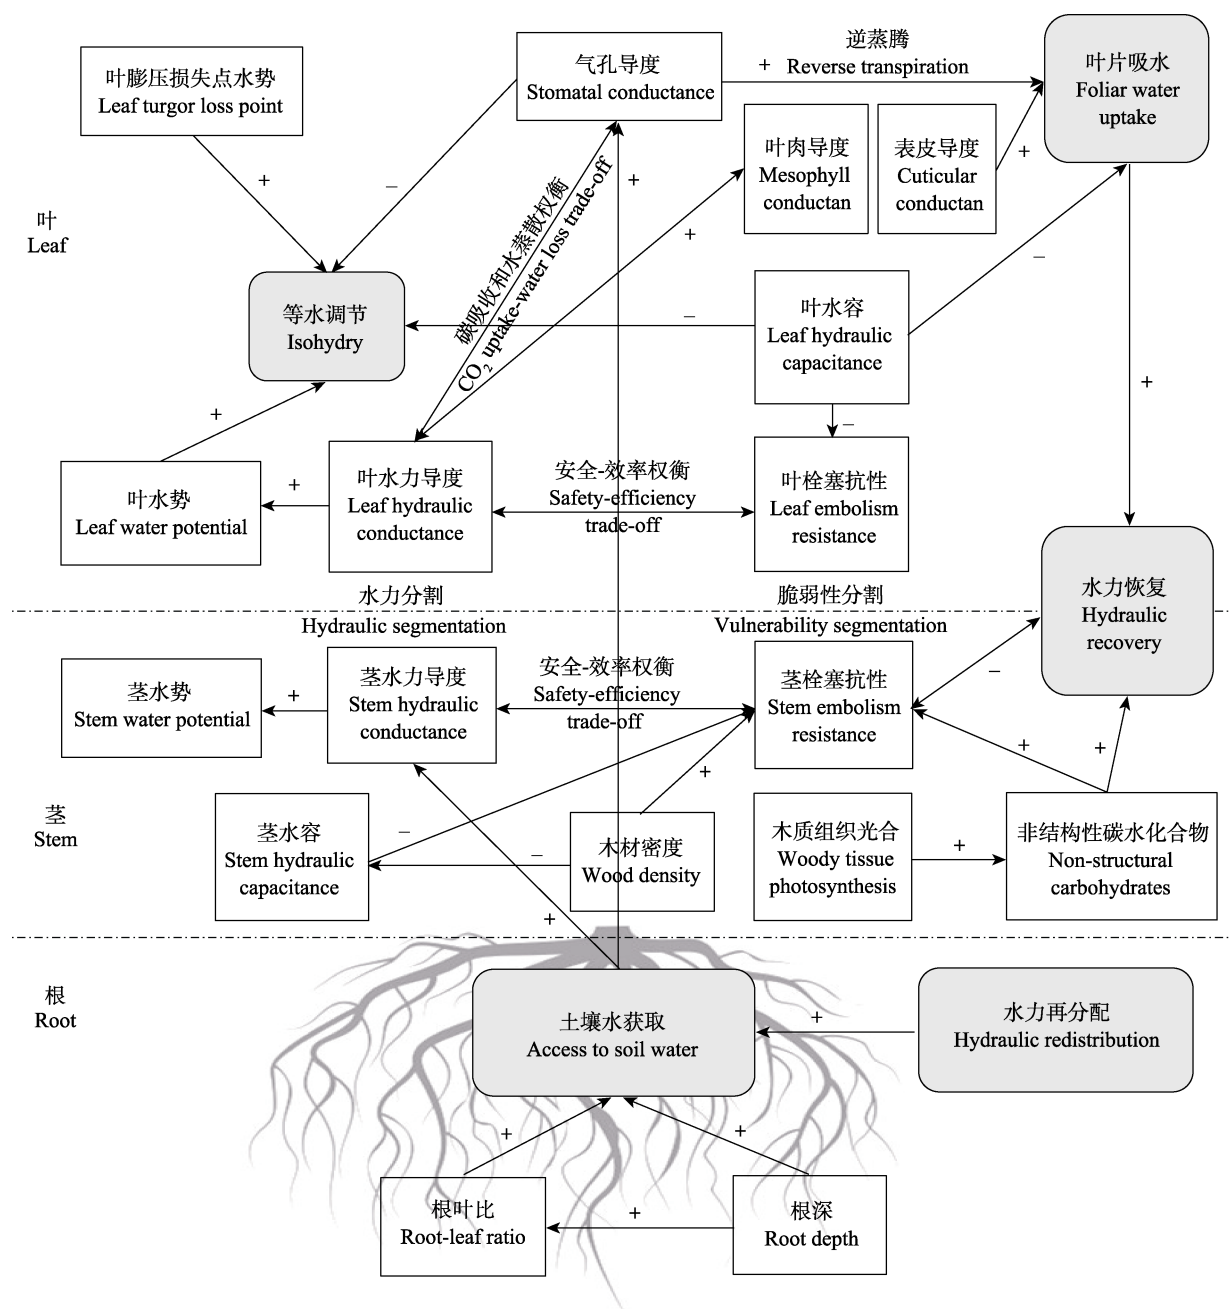 叶膨压损失点水势
Leaf turgor loss point
气孔导度
Stomatal conductance
逆蒸腾
+ Reverse transpiration
叶片吸水
Foliar water
uptake
叶肉导度
Mesophyll
conductan
表皮导度
Cuticular
conductan
+
+
–
+
+
–
叶
Leaf
碳吸收和水蒸散权衡
CO2 uptake-water loss trade-off
等水调节
Isohydry
–
叶水容
Leaf hydraulic
capacitance
+
+
–
叶水势
Leaf water potential
+
叶水力导度
Leaf hydraulic
conductance
安全-效率权衡
Safety-efficiency
trade-off
叶栓塞抗性
Leaf embolism
resistance
水力分割
Hydraulic segmentation
脆弱性分割
Vulnerability segmentation
水力恢复
Hydraulic
recovery
茎水势
Stem water potential
+
茎水力导度
Stem hydraulic
conductance
安全-效率权衡
Safety-efficiency
trade-off
茎栓塞抗性
Stem embolism
resistance
–
+
+
+
茎
Stem
茎水容
Stem hydraulic
capacitance
–
–
木材密度
Wood density
木质组织光合
Woody tissue
photosynthesis
+
非结构性碳水化合物
Non-structural
carbohydrates
+
根
Root
土壤水获取
Access to soil water
+
水力再分配
Hydraulic redistribution
+
+
根叶比
Root-leaf ratio
+
根深
Root depth